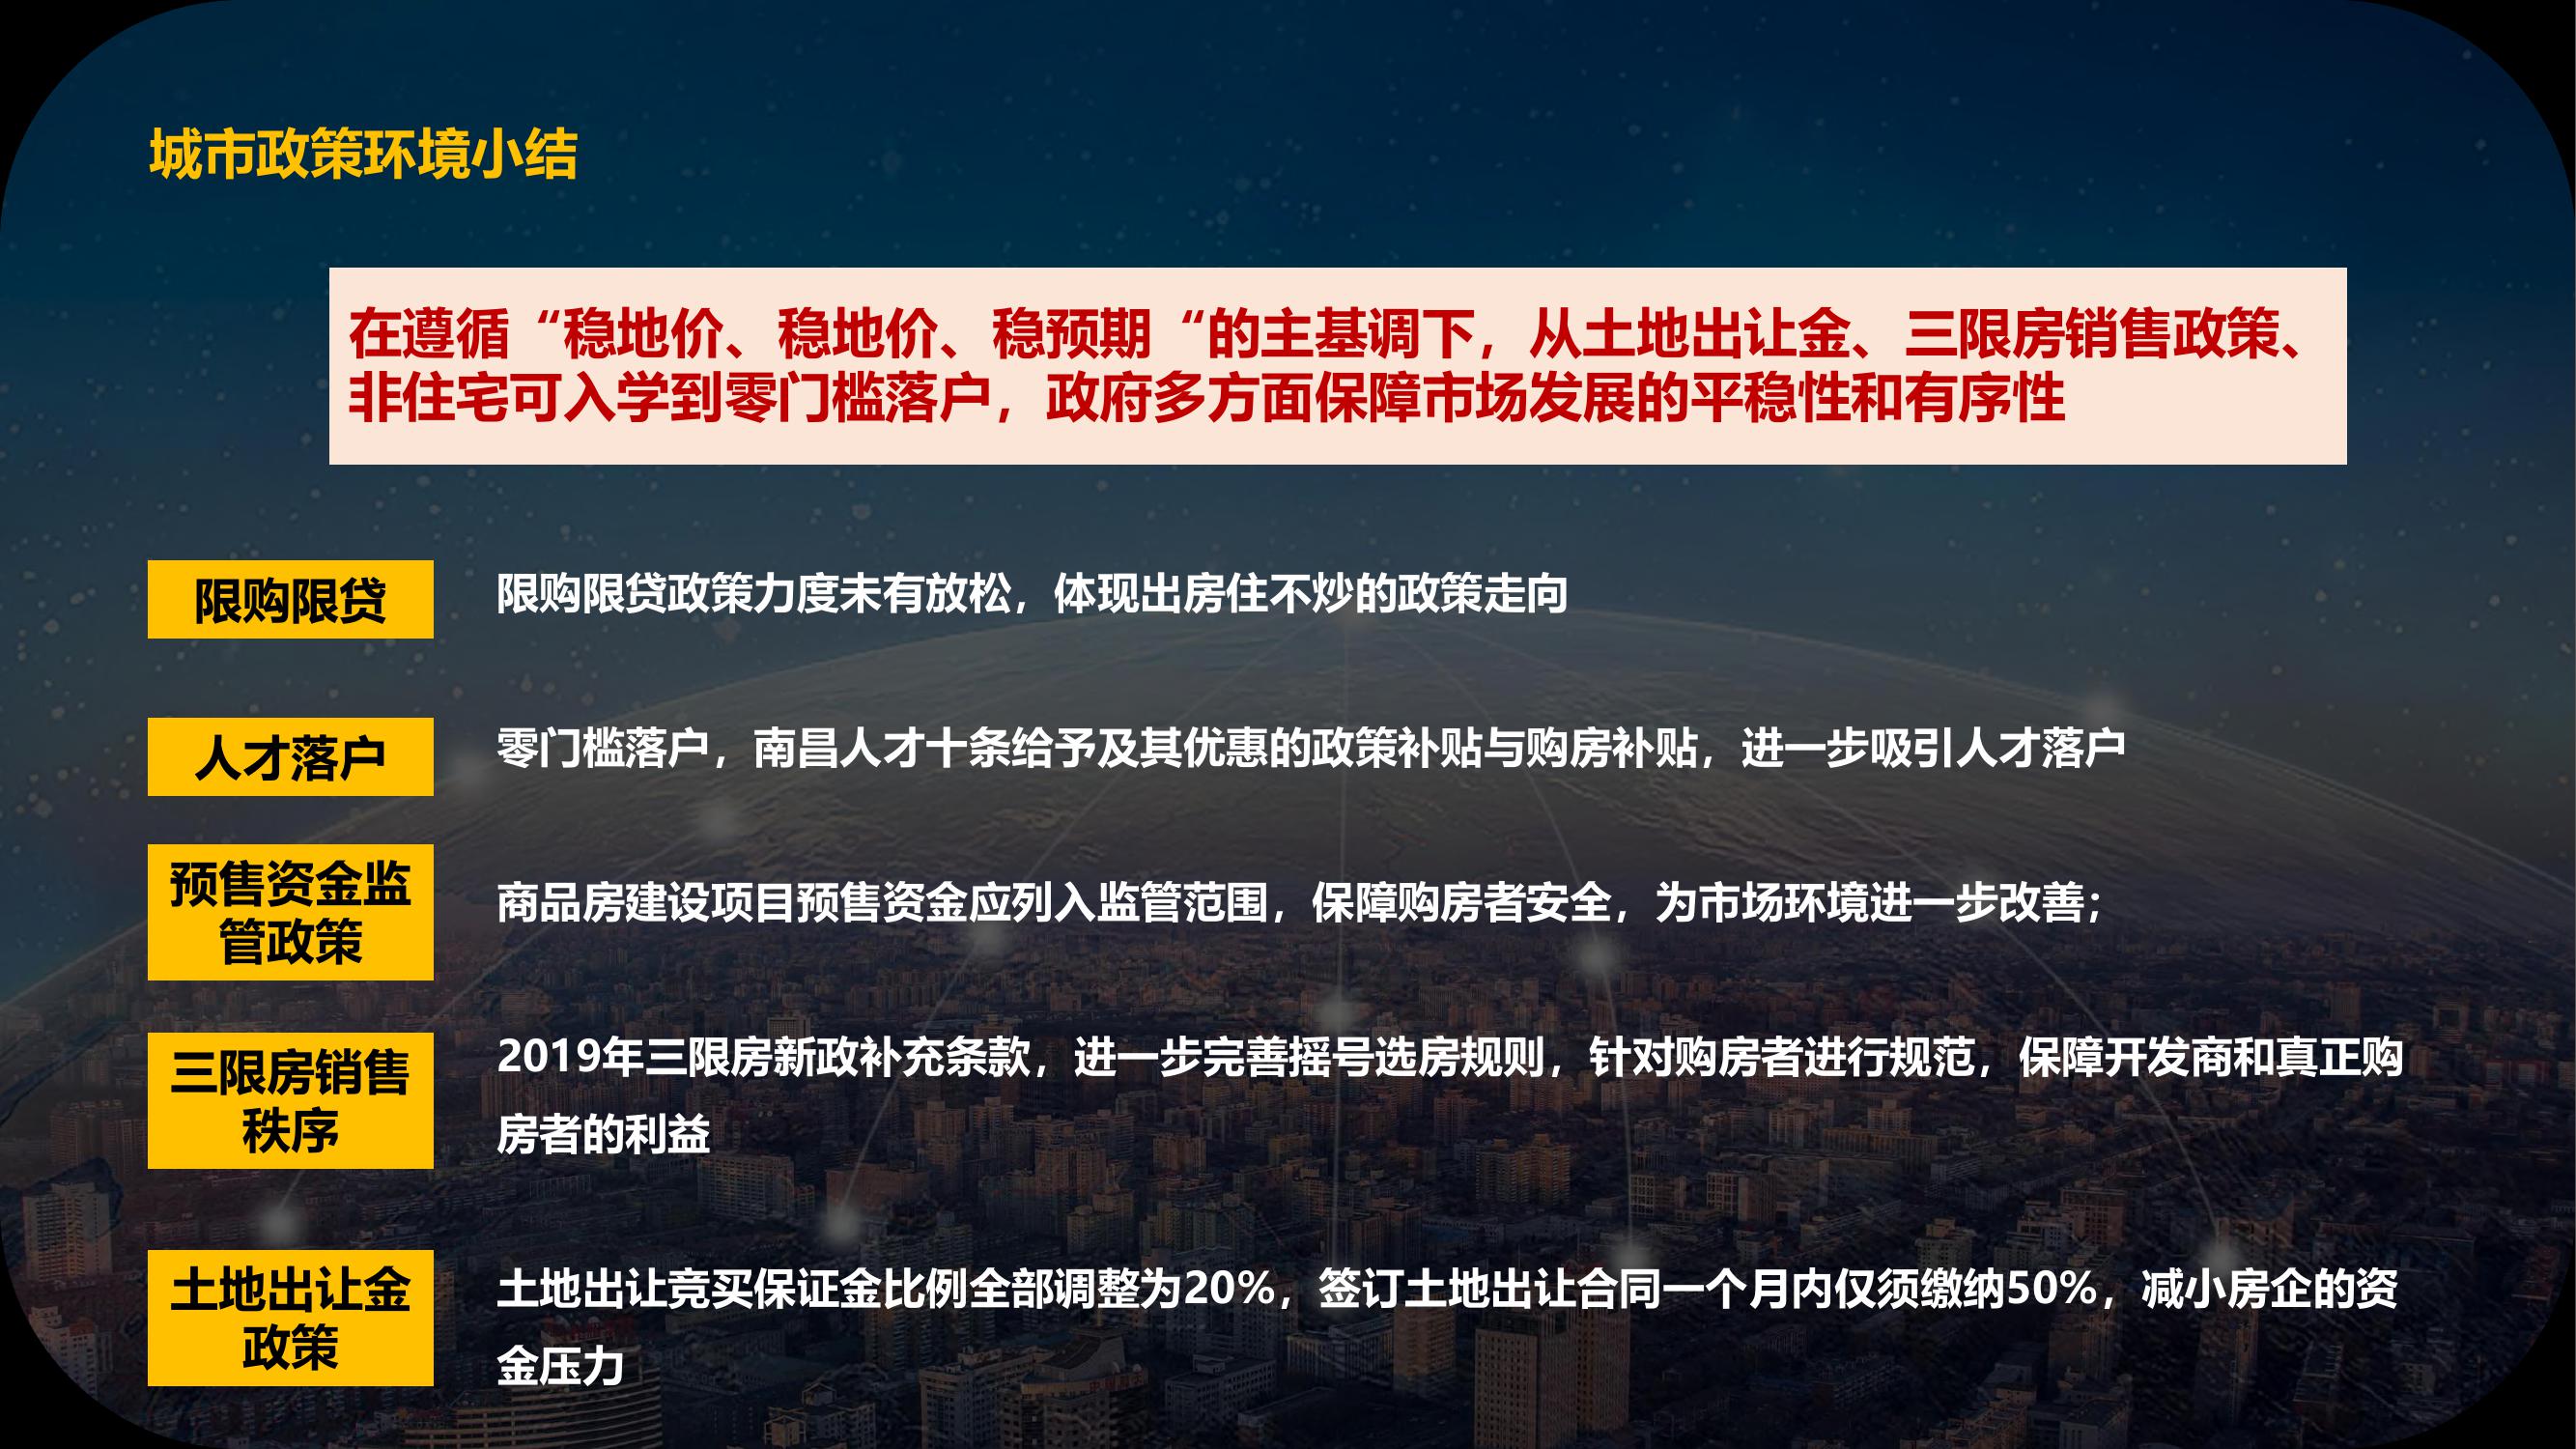 城市政策环境小结
在遵循“稳地价、稳地价、稳预期“的主基调下，从土地出让金、三限房销售政策、
非住宅可入学到零门槛落户，政府多方面保障市场发展的平稳性和有序性
限购限贷
限购限贷政策力度未有放松，体现出房住不炒的政策走向
人才落户
零门槛落户，南昌人才十条给予及其优惠的政策补贴与购房补贴，进一步吸引人才落户
预售资金监
管政策
商品房建设项目预售资金应列入监管范围，保障购房者安全，为市场环境进一步改善；
三限房销售
秩序
2019年三限房新政补充条款，进一步完善摇号选房规则，针对购房者进行规范，保障开发商和真正购
房者的利益
土地出让金
政策
土地出让竞买保证金比例全部调整为20%，签订土地出让合同一个月内仅须缴纳50%，减小房企的资
金压力